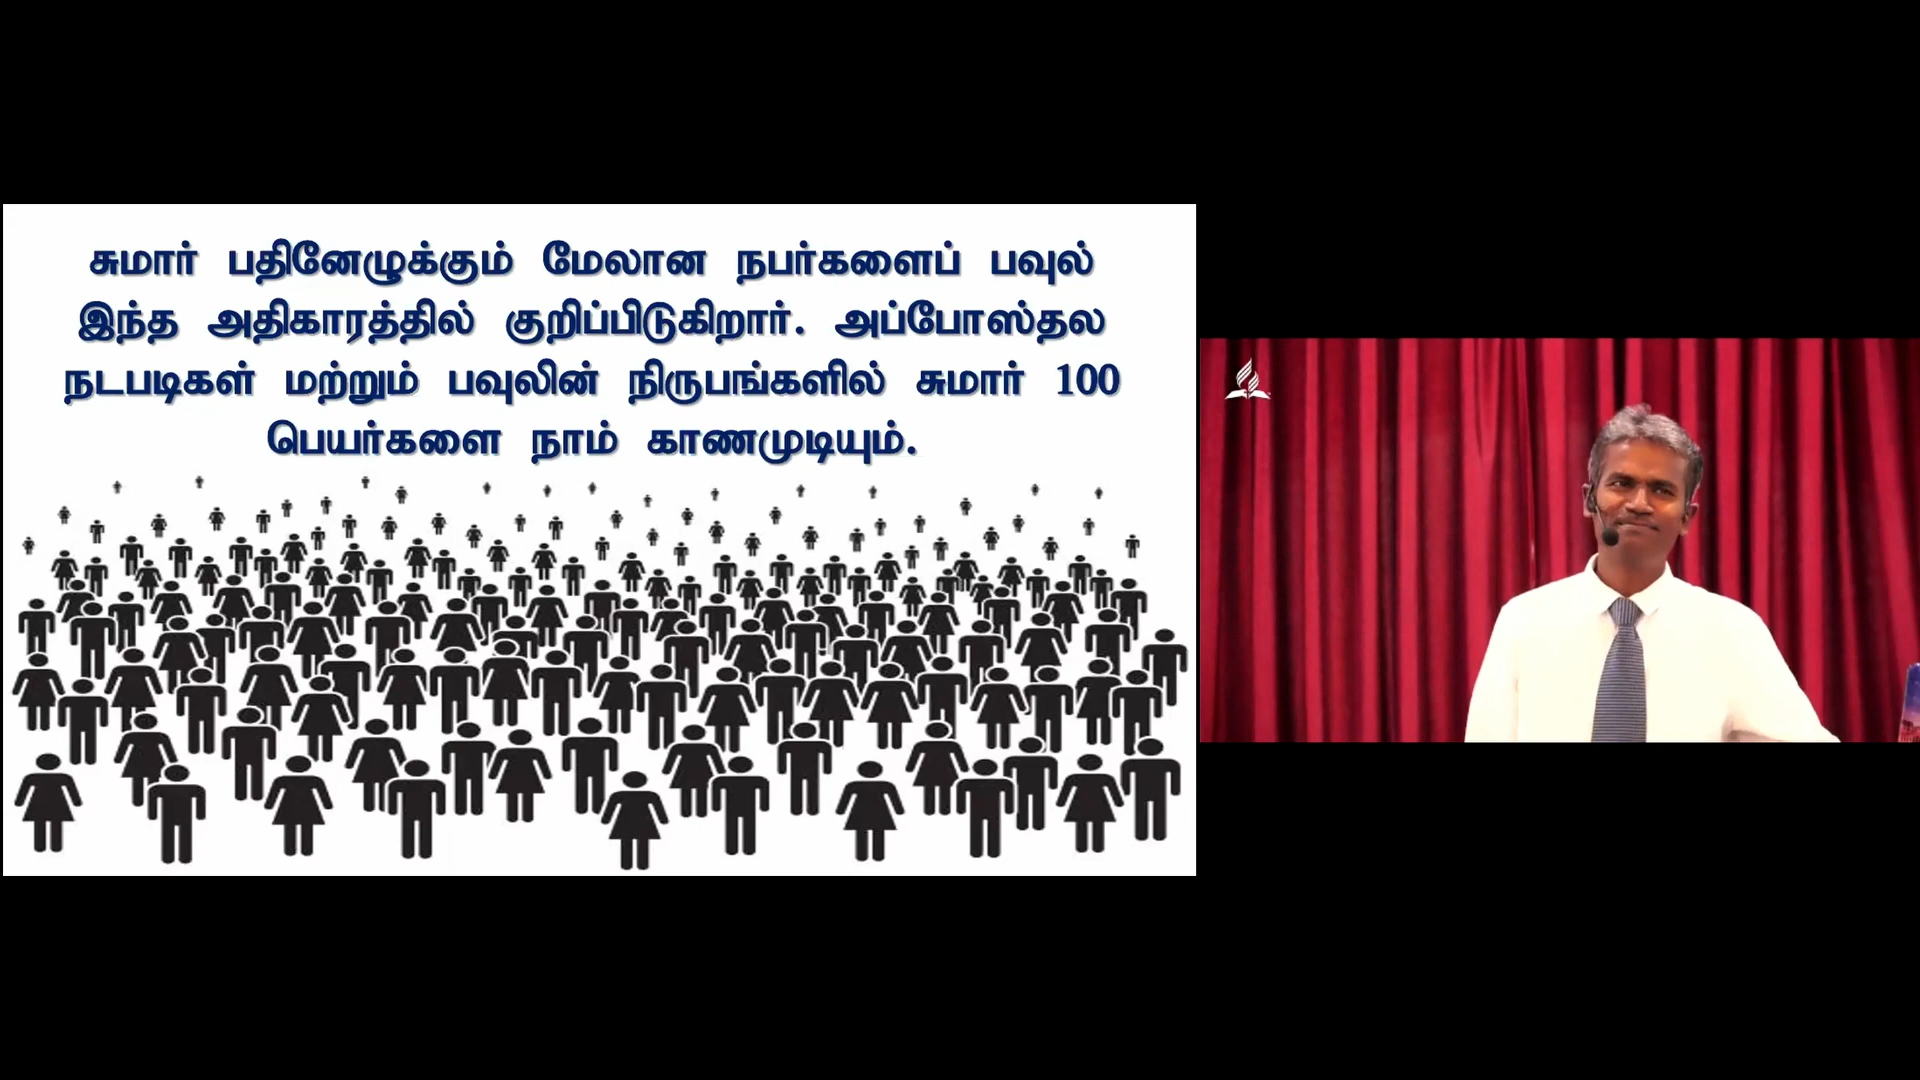 சுமார் பதினேழுக்கும் மேலான நபர்களைப் பவுல்
இந்த அதிகாரத்தில் குறிப்பிடுகிறார். அப்போஸ்தல
நடபடிகள் மற்றும் பவுலின் நிருபங்களில் சுமார் 100
பெயர்களை நாம் காணமுடியும்.